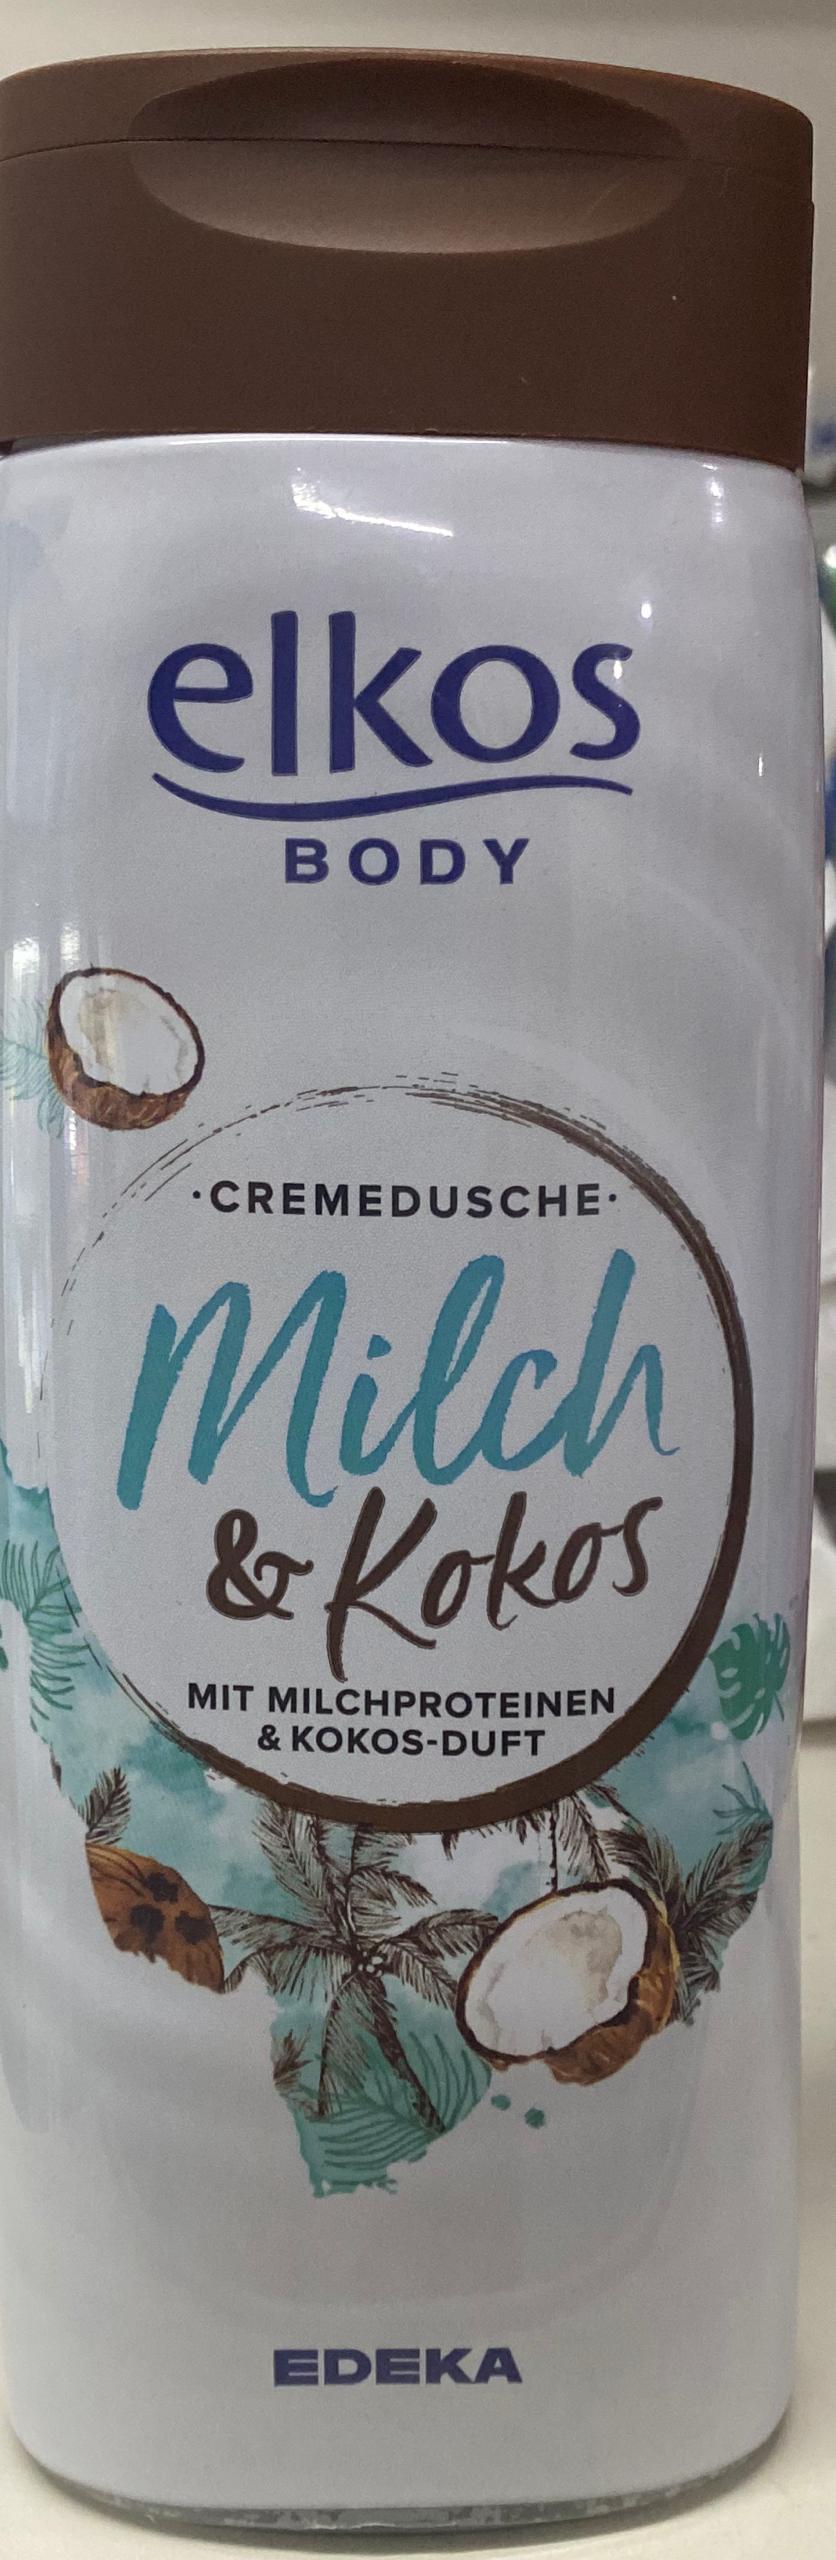 elkos
BODY
·CREMEDUSCHE·
Milch
& Kokos
MIT MILCHPROTEINEN
& KOKOS-DUFT
EDEKA